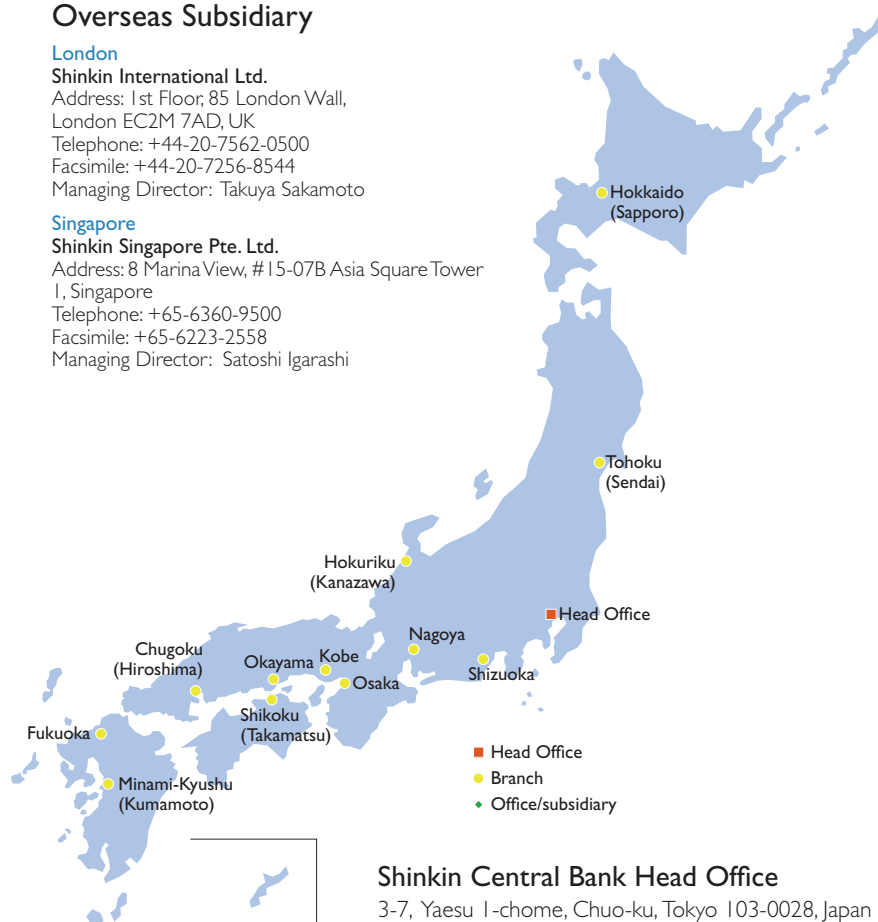 Overseas Subsidiary
London
Shinkin International Ltd.
Address: 1st Floor, 85 London Wall,
London EC2M 7AD, UK
Telephone: +44-20-7562-0500
Facsimile: +44-20-7256-8544
Managing Director: Takuya Sakamoto
Singapore
Shinkin Singapore Pte. Ltd.
Address: 8 Marina View, #15-07B Asia Square Tower
1, Singapore
Telephone: +65-6360-9500
Facsimile: +65-6223-2558
Managing Director: Satoshi Igarashi
Hokkaido
(Sapporo)
Tohoku
(Sendai)
Hokuriku
(Kanazawa)
Head Office
Nagoya
Shizuoka
Chugoku
(Hiroshima)
Okayama
Kobe
Osaka
Shikoku
(Takamatsu)
Fukuoka
Minami-Kyushu
(Kumamoto)
Head Office
Branch
Office/subsidiary
Shinkin Central Bank Head Office
3-7, Yaesu 1-chome, Chuo-ku, Tokyo 103-0028, Japan